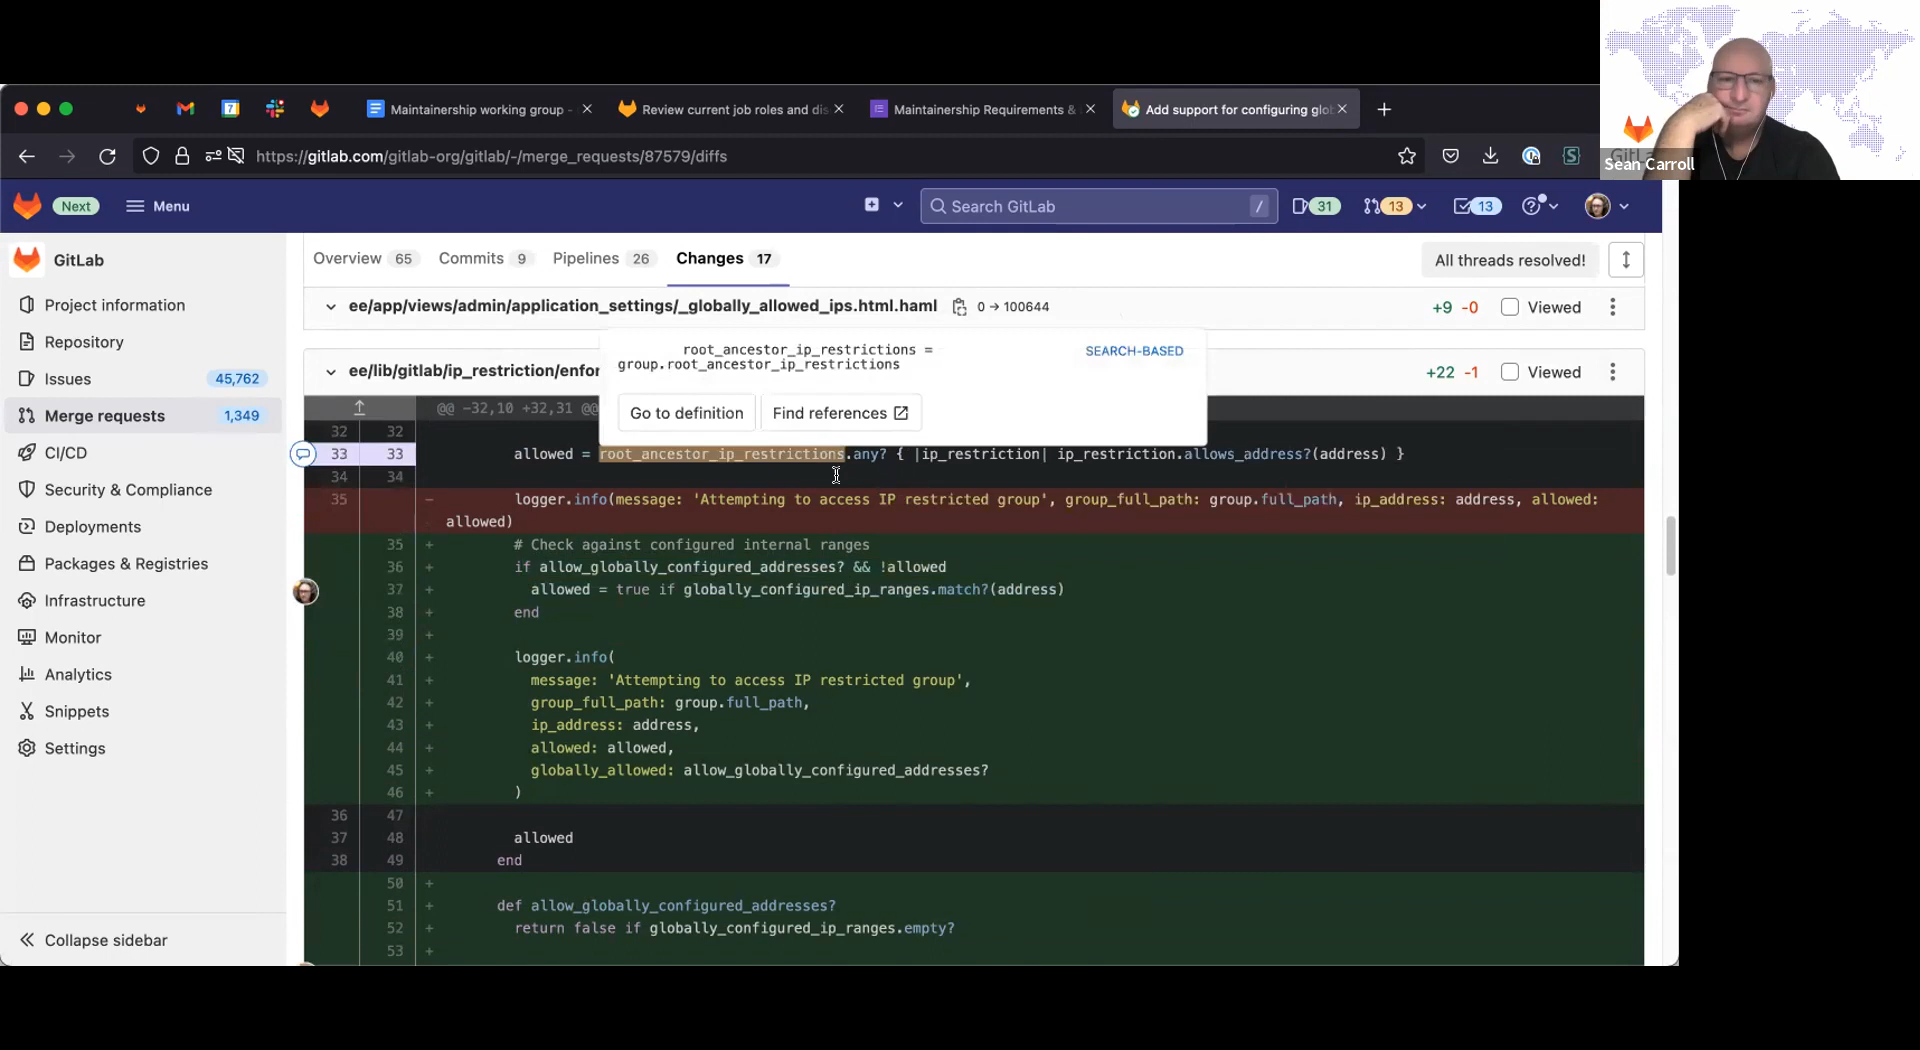 Maintainership working group -
Review current job roles and dis
Maintainership Requirements &
Add support for configuring glo
https://gitlab.com/gitlab-org/gitlab/-/merge_requests/87579/diffs
Sean Carroll
Next
Menu
Search GitLab
/
31
13
13
GitLab
Project information
Repository
Issues 45,762
Merge requests 1,349
CI/CD
Security & Compliance
Deployments
Packages & Registries
Infrastructure
Monitor
Analytics
Snippets
Settings
Collapse sidebar
Overview 65 Commits 9 Pipelines 26 Changes 17
All threads resolved!
ee/app/views/admin/application_settings/_globally_allowed_ips.html.haml 0 → 100644 +9 -0 Viewed
root_ancestor_ip_restrictions = SEARCH-BASED
group.root_ancestor_ip_restrictions
ee/lib/gitlab/ip_restriction/enfor +22 -1 Viewed
Go to definition Find references
@@ -32,10 +32,31 @@
32 32
33 33 allowed = root_ancestor_ip_restrictions.any? { |ip_restriction| ip_restriction.allows_address?(address) }
34 34
35 - logger.info(message: 'Attempting to access IP restricted group', group_full_path: group.full_path, ip_address: address, allowed:
allowed)
35 + # Check against configured internal ranges
36 + if allow_globally_configured_addresses? && !allowed
37 + allowed = true if globally_configured_ip_ranges.match?(address)
38 + end
39 +
40 + logger.info(
41 + message: 'Attempting to access IP restricted group',
42 + group_full_path: group.full_path,
43 + ip_address: address,
44 + allowed: allowed,
45 + globally_allowed: allow_globally_configured_addresses?
46 + )
36 47
37 48 allowed
38 49 end
50 +
51 + def allow_globally_configured_addresses?
52 + return false if globally_configured_ip_ranges.empty?
53 +